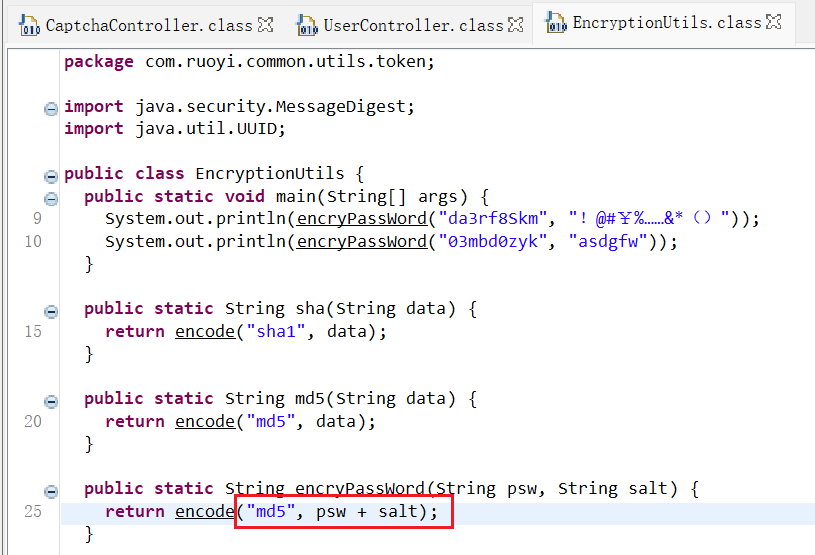 CaptchaController.class UserController.class EncryptionUtils.class
package com.ruoyi.common.utils.token;
import java.security.MessageDigest;
import java.util.UUID;
public class EncryptionUtils {
public static void main(String[] args) {
9 System.out.println(encryPassWord("da3rf8Skm", "！@#￥%……&*（）"));
10 System.out.println(encryPassWord("03mbd0zyk", "asdgfw"));
}
public static String sha(String data) {
15 return encode("sha1", data);
}
public static String md5(String data) {
20 return encode("md5", data);
}
public static String encryPassWord(String psw, String salt) {
25 return encode("md5", psw + salt);
}